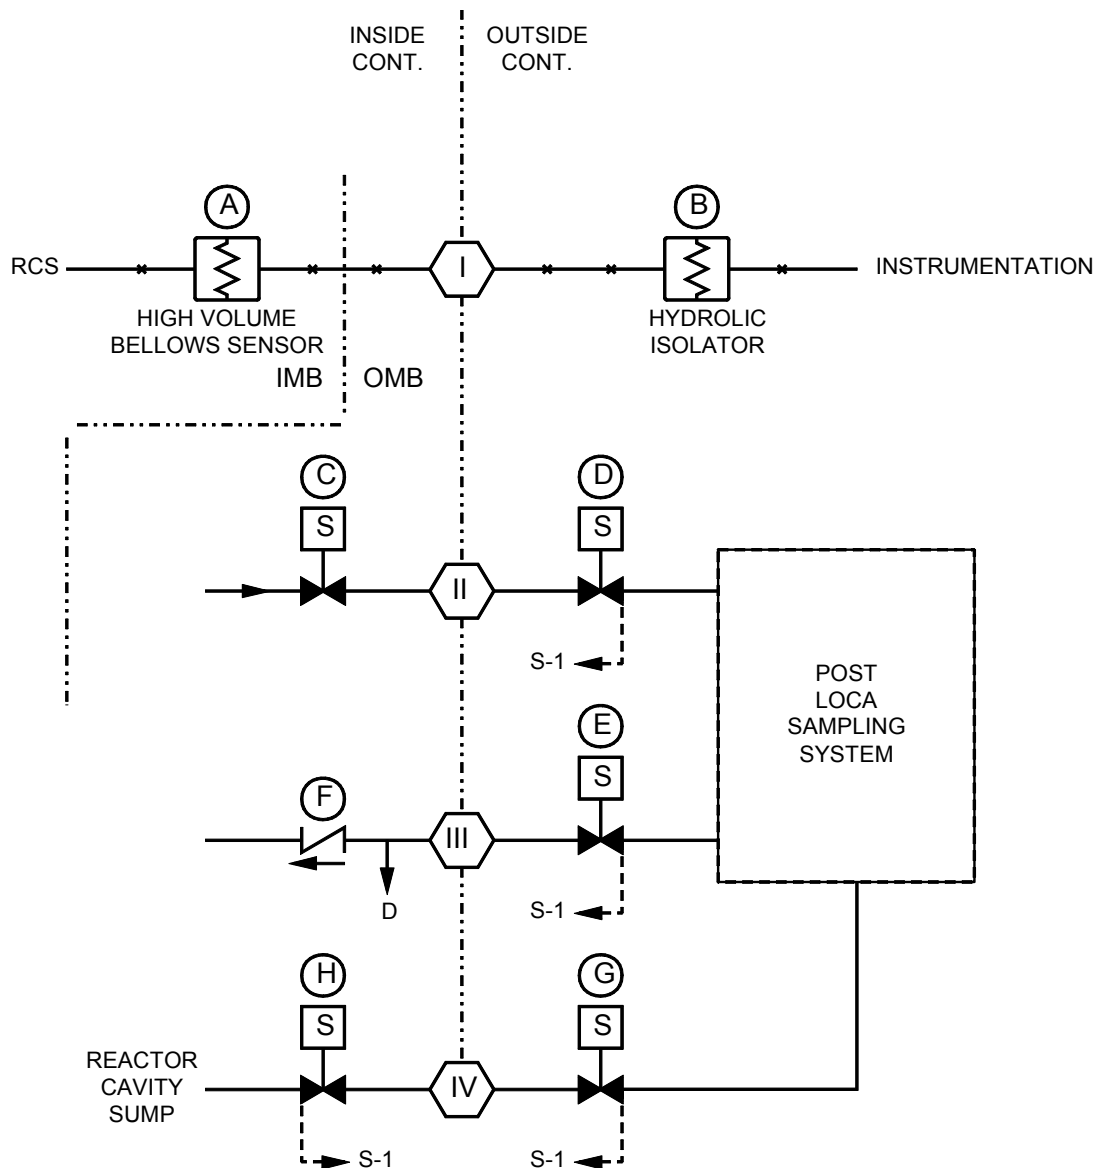 INSIDE
CONT.
OUTSIDE
CONT.
A
B
RCS
I
INSTRUMENTATION
HIGH VOLUME
BELLOWS SENSOR
HYDROLIC
ISOLATOR
IMB
OMB
C
D
S
S
II
S-1
POST
LOCA
SAMPLING
SYSTEM
E
S
F
III
D
S-1
H
G
S
S
REACTOR
CAVITY
SUMP
IV
S-1
S-1